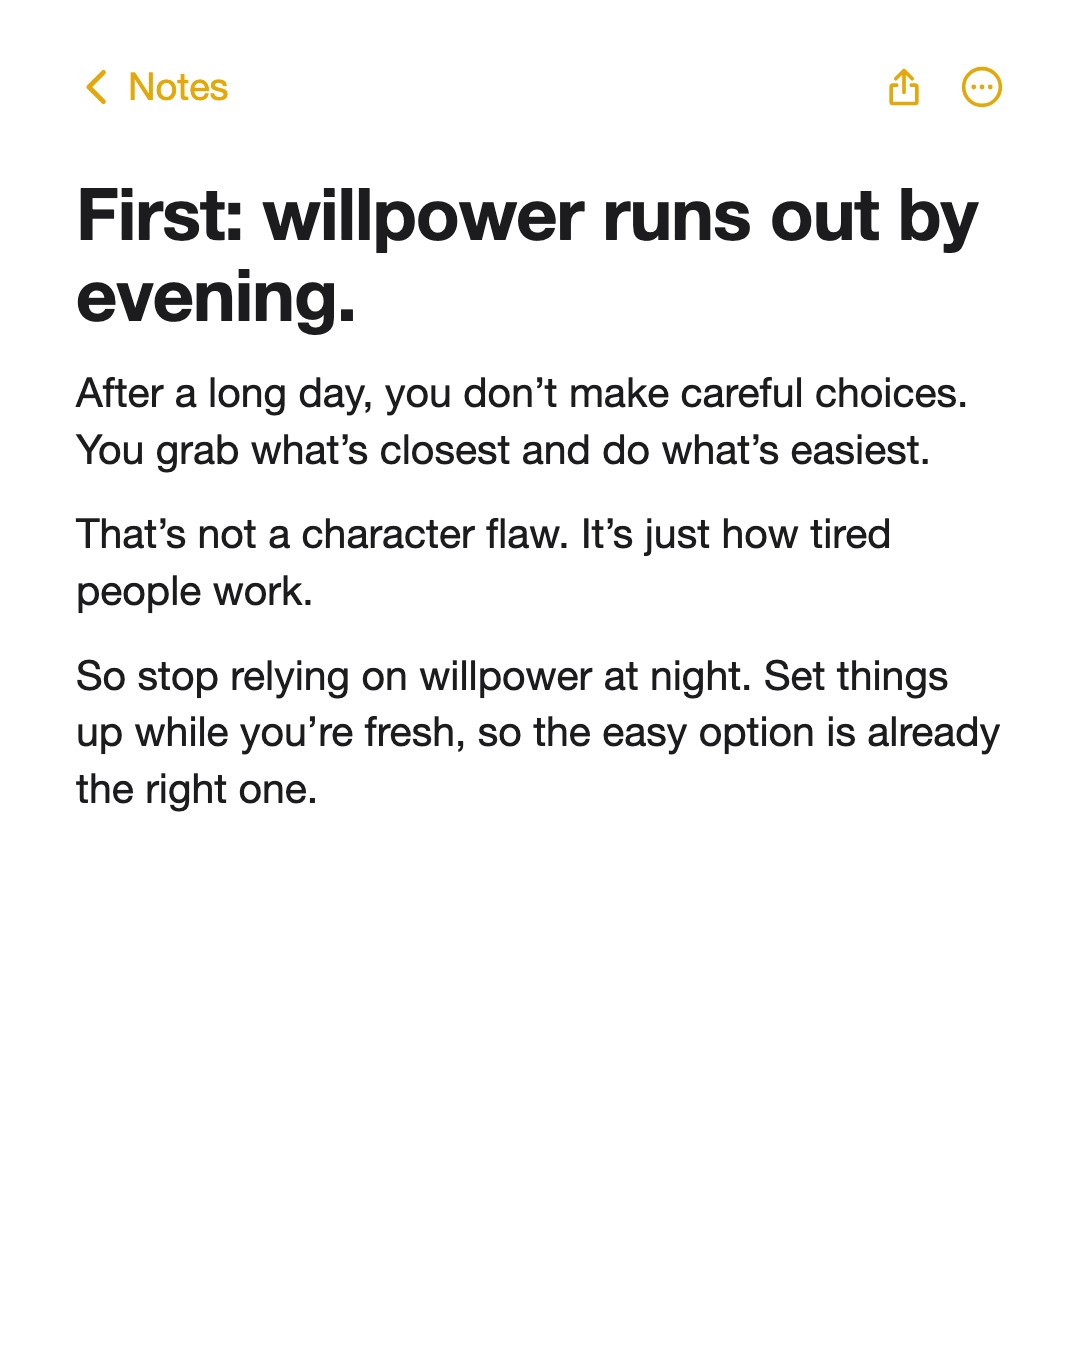 Notes
First: willpower runs out by
evening.
After a long day, you don’t make careful choices.
You grab what’s closest and do what’s easiest.
That’s not a character flaw. It’s just how tired
people work.
So stop relying on willpower at night. Set things
up while you’re fresh, so the easy option is already
the right one.